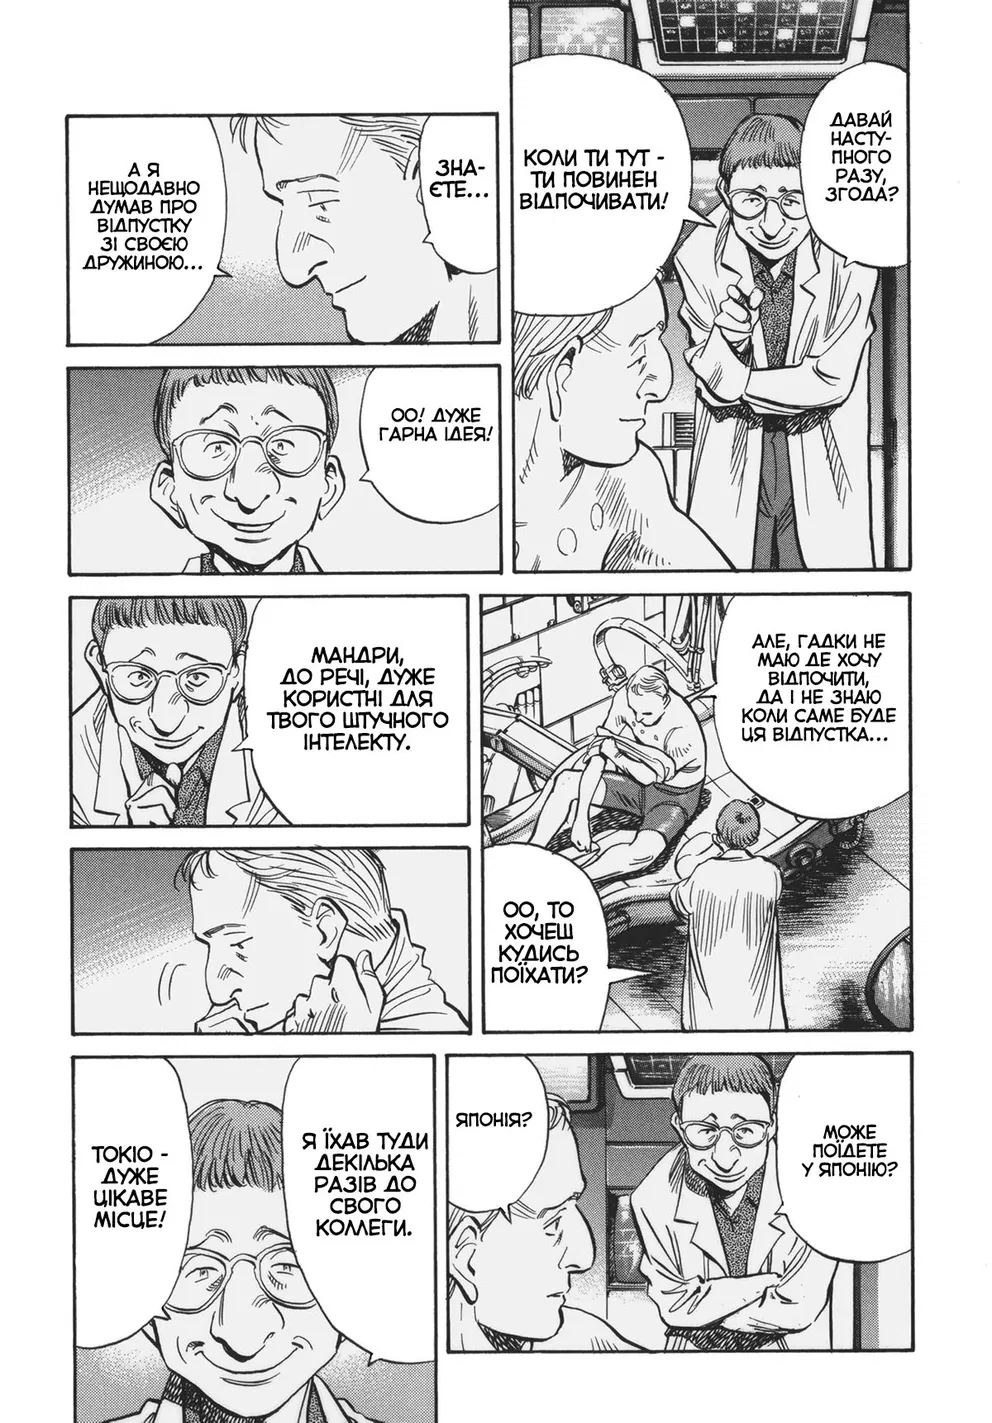 ДАВАЙ
НАСТУ-
ПНОГО
РАЗУ,
ЗГОДА?
КОЛИ ТИ ТУТ -
ТИ ПОВИНЕН
ВІДПОЧИВАТИ!
ЗНА-
ЄТЕ...
А Я
НЕЩОДАВНО
ДУМАВ ПРО
ВІДПУСТКУ
ЗІ СВОЄЮ
ДРУЖИНОЮ...
ОО! ДУЖЕ
ГАРНА ІДЕЯ!
АЛЕ, ГАДКИ НЕ
МАЮ ДЕ ХОЧУ
ВІДПОЧИТИ,
ДА І НЕ ЗНАЮ
КОЛИ САМЕ БУДЕ
ЦЯ ВІДПУСТКА...
ОО, ТО
ХОЧЕШ
КУДИСЬ
ПОЇХАТИ?
МАНДРИ,
ДО РЕЧІ, ДУЖЕ
КОРИСТНІ ДЛЯ
ТВОГО ШТУЧНОГО
ІНТЕЛЕКТУ.
МОЖЕ
ПОЇДЕТЕ
У ЯПОНІЮ?
ЯПОНІЯ?
Я ЇХАВ ТУДИ
ДЕКІЛЬКА
РАЗІВ ДО
СВОГО
КОЛЛЕГИ.
ТОКІО -
ДУЖЕ
ЦІКАВЕ
МІСЦЕ!